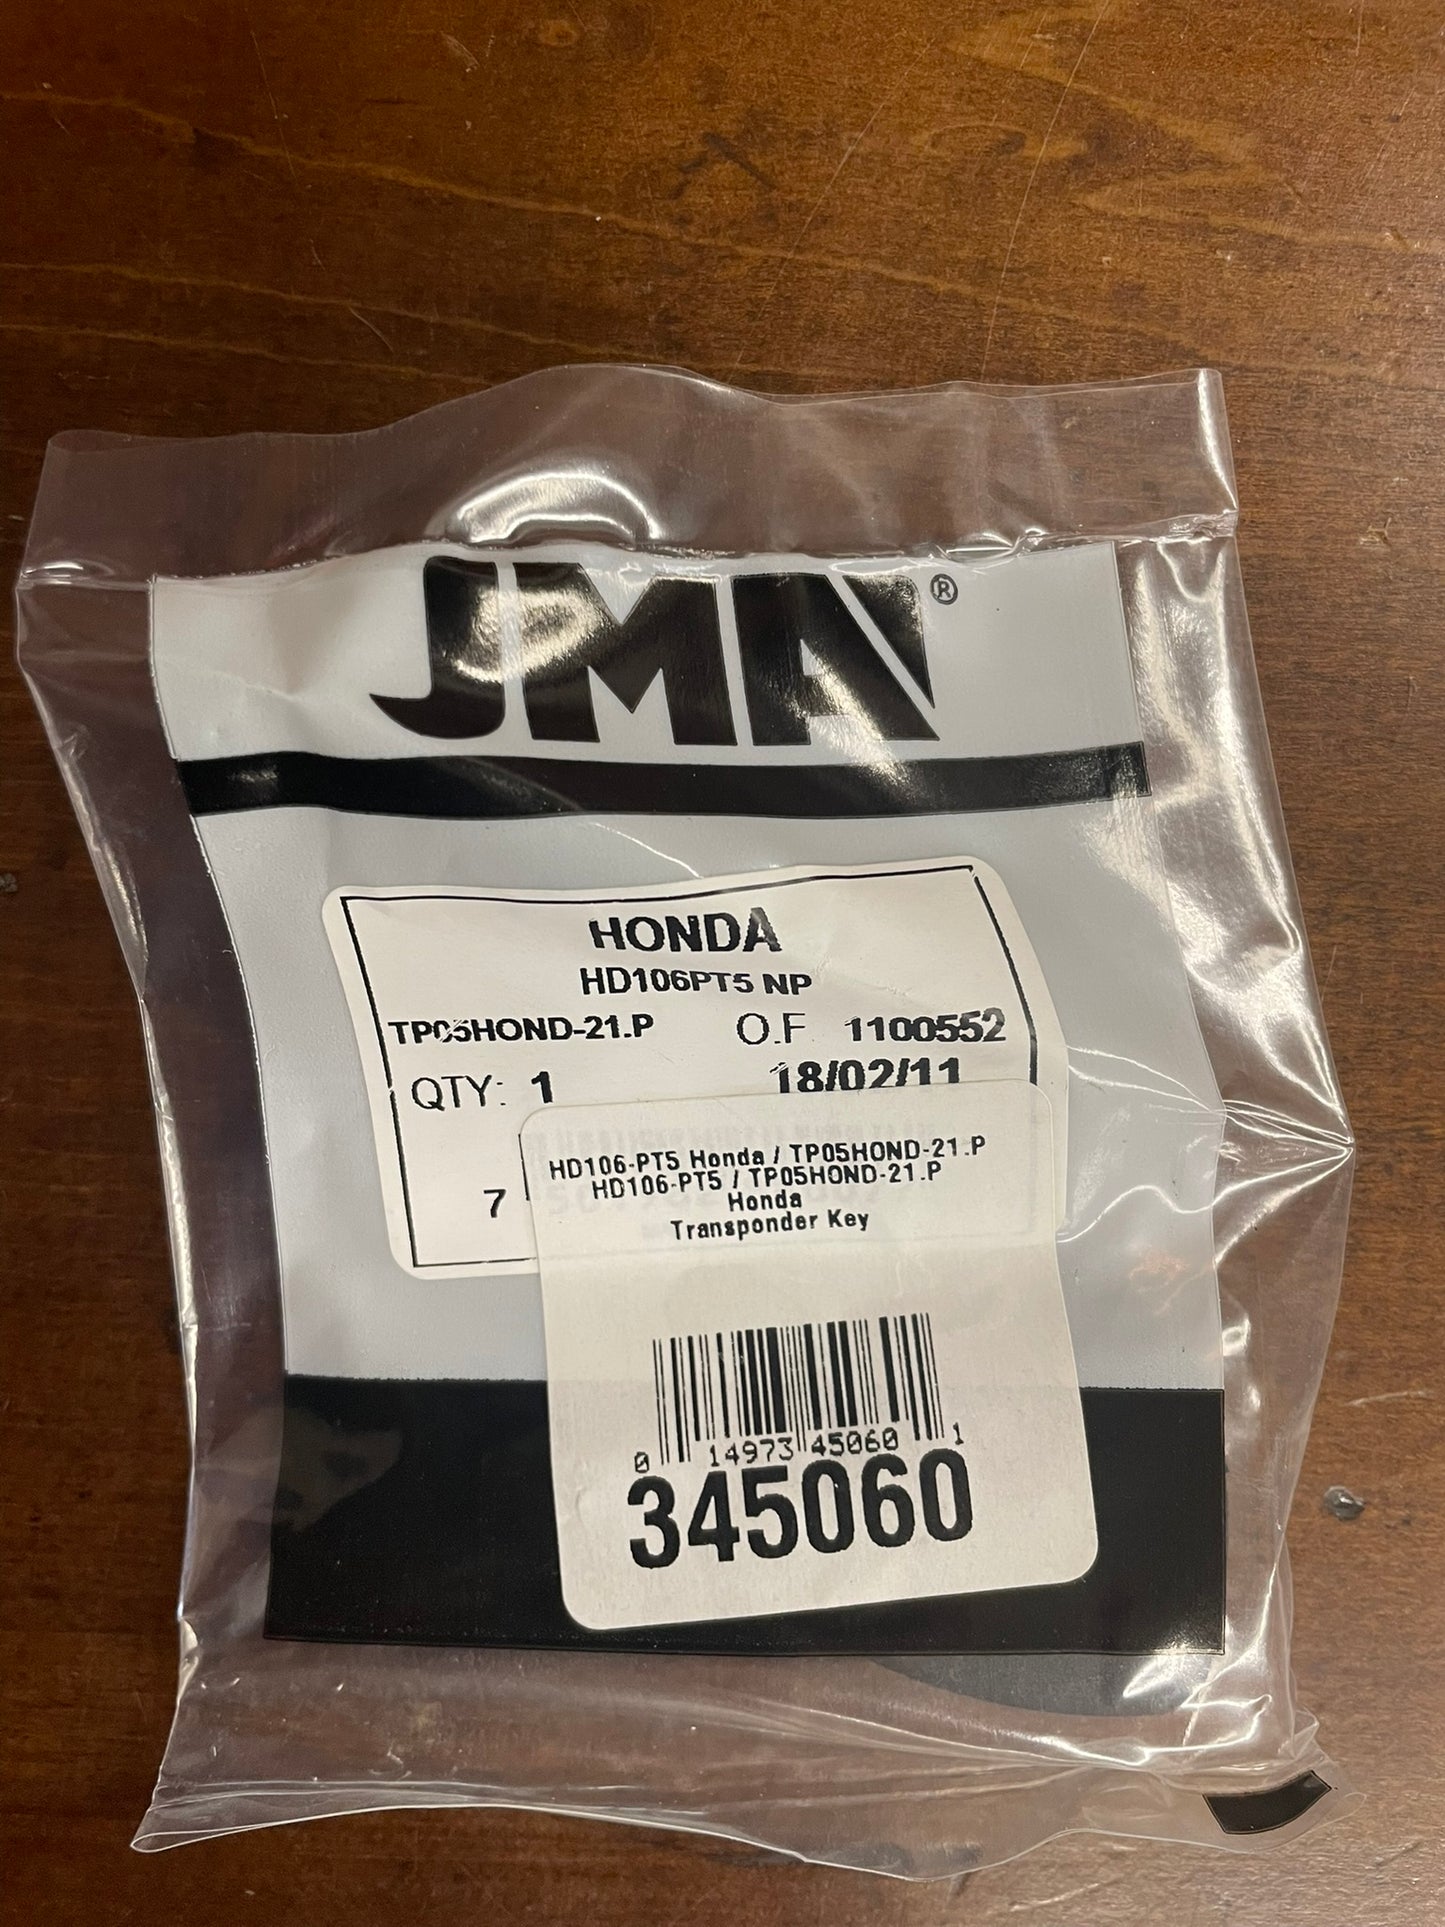 JMA®
HONDA
HD106PT5 NP
TP05HOND-21.P O.F. 1100552
QTY: 1 18/02/11
7
HD106-PT5 Honda / TP05HOND-21.P
HD106-PT5 / TP05HOND-21.P
Honda
Transponder Key
0 14973 45060 1
345060